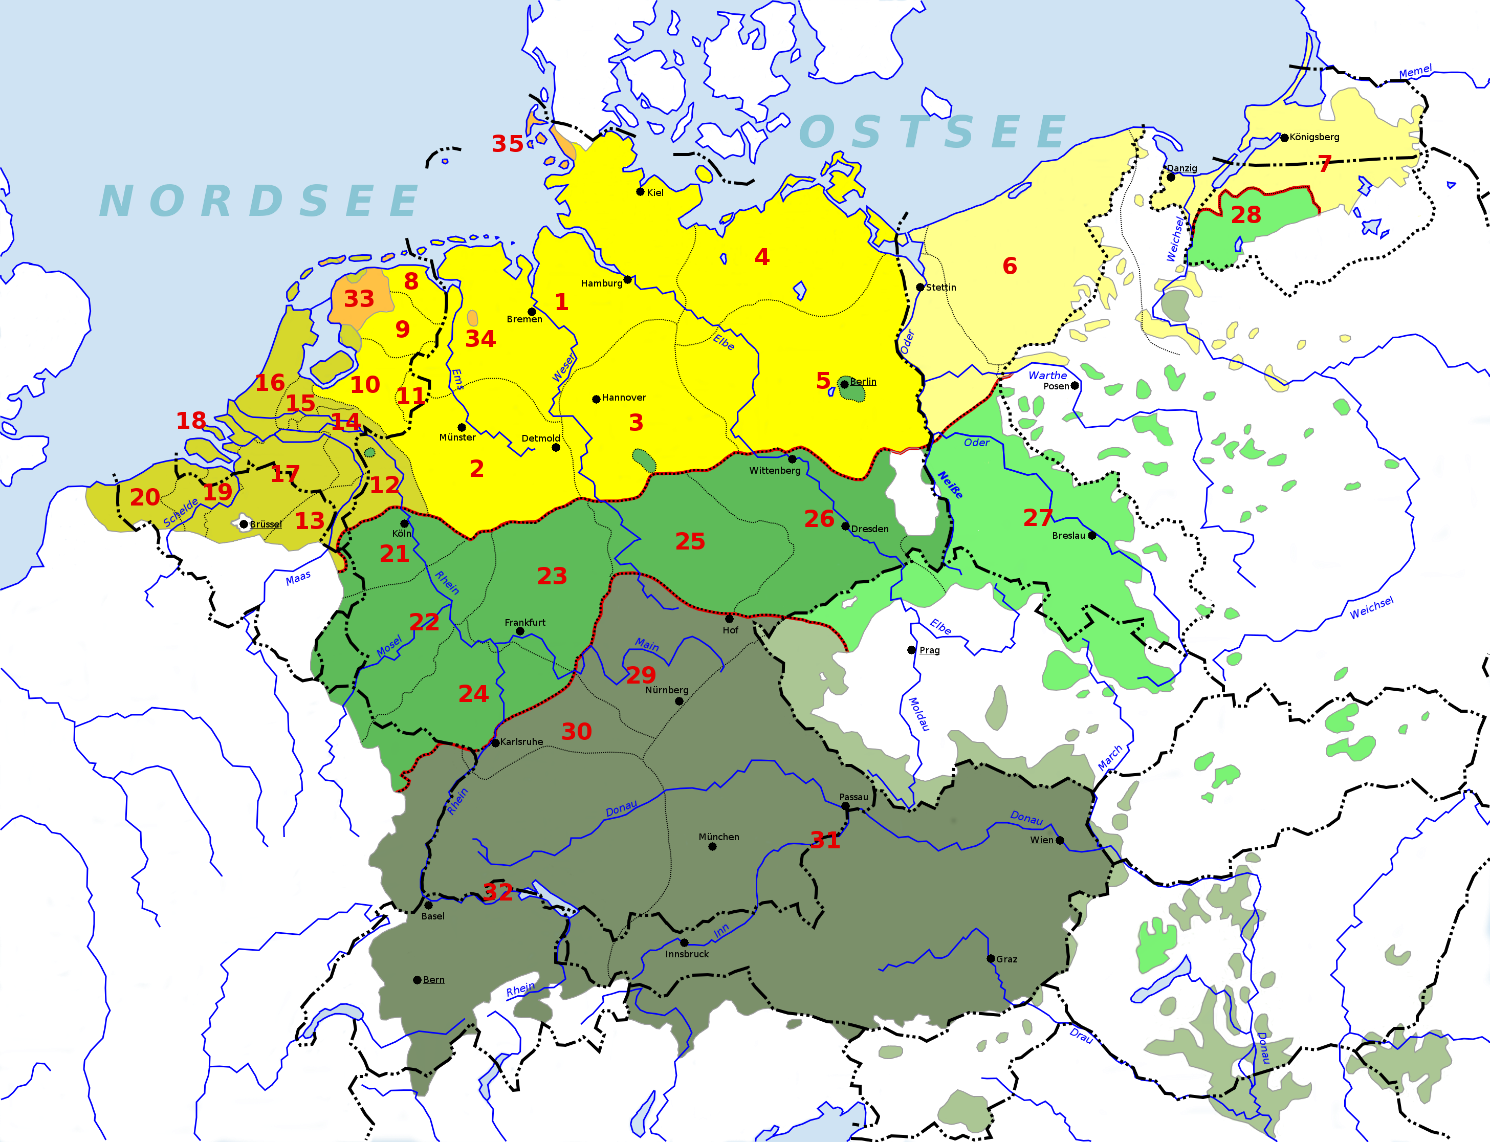 Memel
OSTSEE
Königsberg
35
7
Danzig
Kiel
NORDSEE
28
Weichsel
4
6
8
Hamburg
Stettin
33
1
Bremen
9
34
Elbe
Oder
Weser
16
10
Ems
5
Berlin
Warthe
Posen
11
Hannover
15
18
14
3
Münster
Detmold
Oder
2
Wittenberg
17
12
Neiße
20
19
Schelde
13
Brüssel
26
27
Köln
Dresden
Breslau
21
25
Maas
Rhein
23
Weichsel
22
Frankfurt
Hof
Elbe
Mosel
Main
Prag
29
24
Nürnberg
Moldau
30
Karlsruhe
March
Rhein
Donau
Passau
Donau
München
31
Wien
32
Basel
Inn
Innsbruck
Graz
Bern
Rhein
Drau
Donau